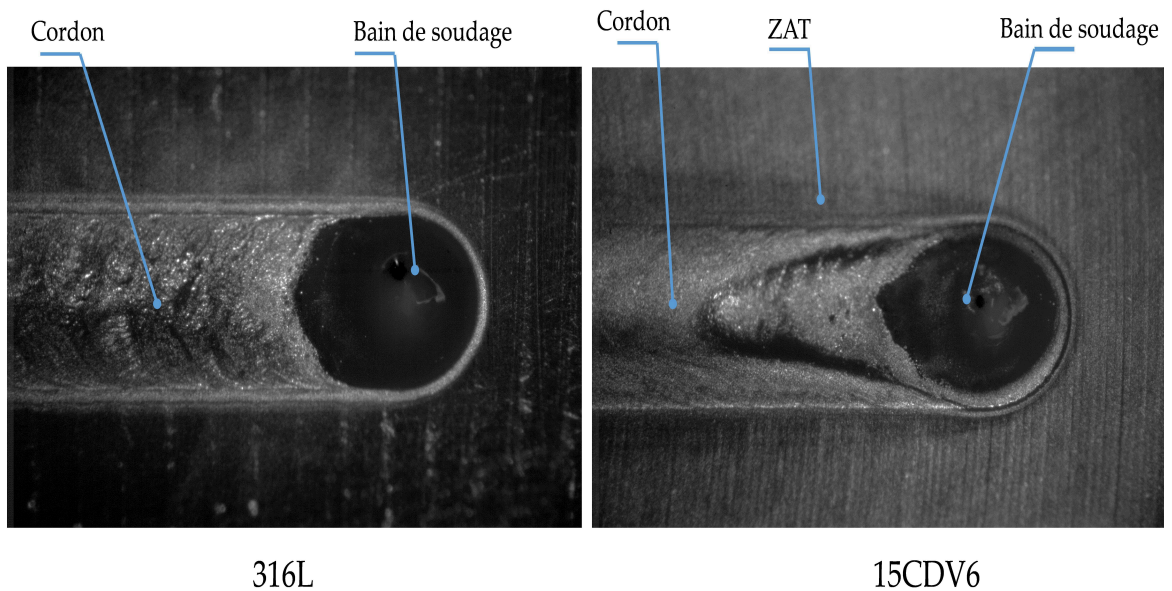 Cordon
Bain de soudage
Cordon
ZAT
Bain de soudage
316L
15CDV6